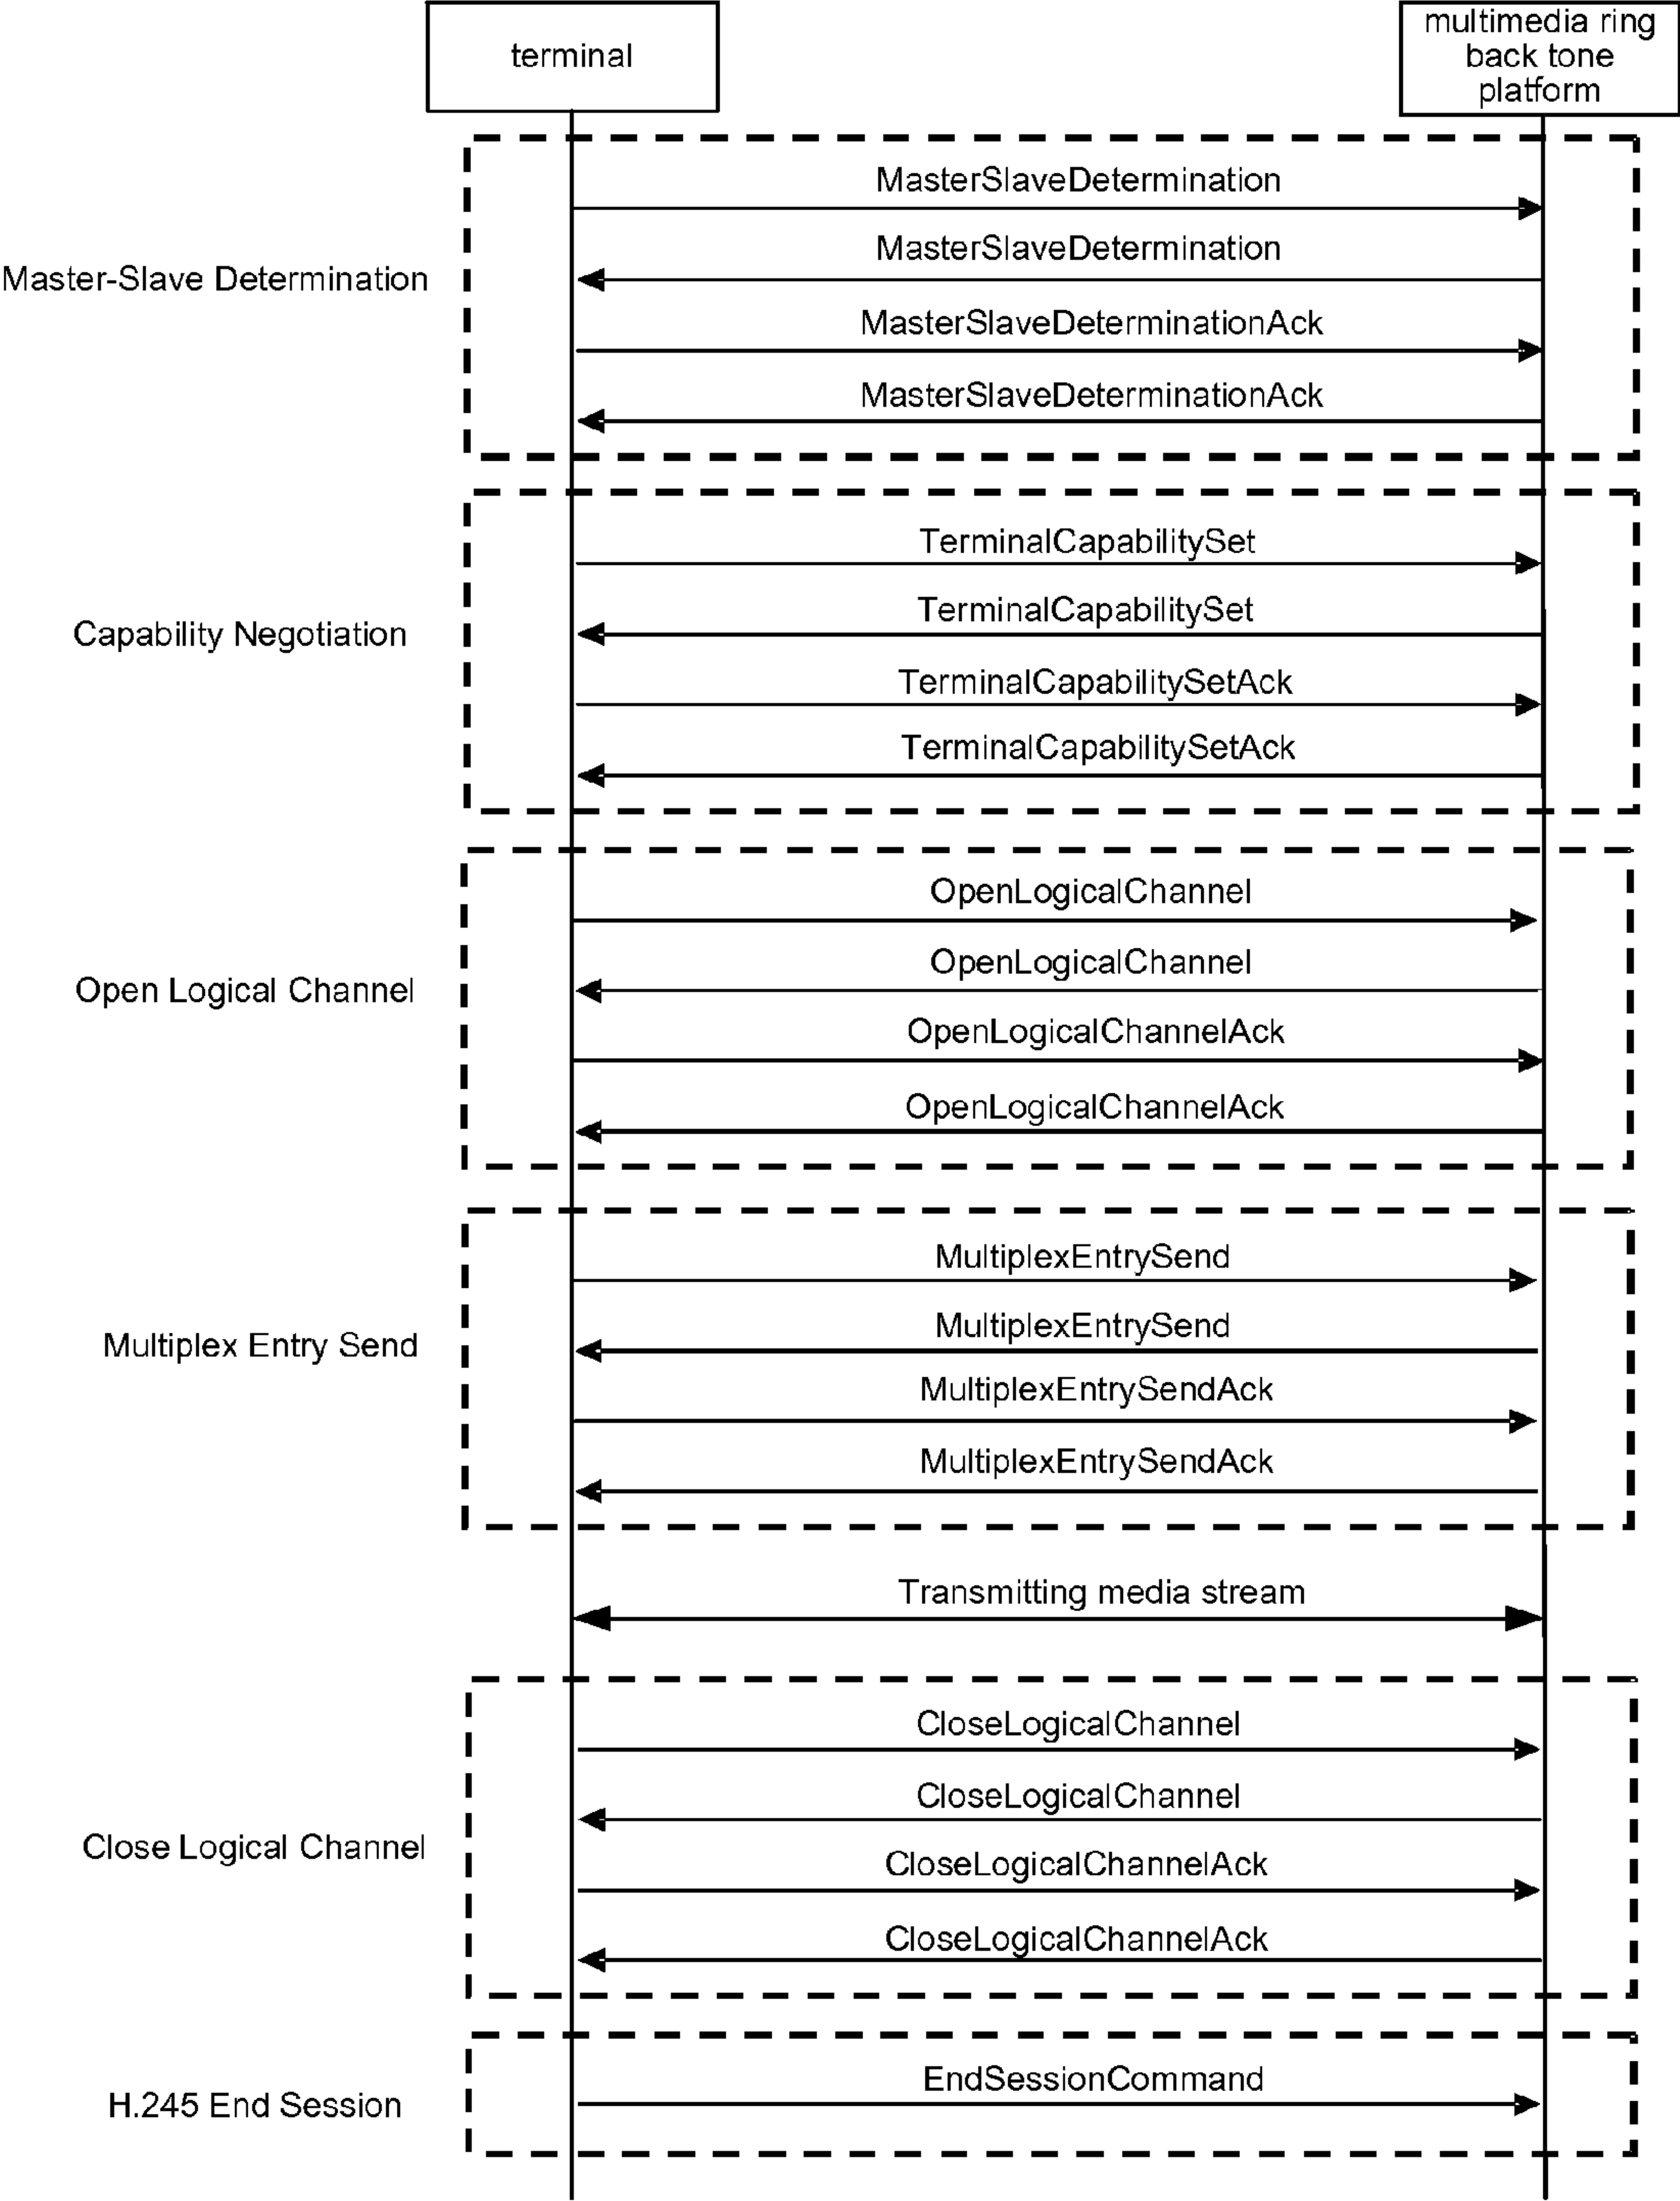 terminal
multimedia ring
back tone
platform
MasterSlaveDetermination
MasterSlaveDetermination
Master-Slave Determination
MasterSlaveDeterminationAck
MasterSlaveDeterminationAck
TerminalCapabilitySet
TerminalCapabilitySet
Capability Negotiation
TerminalCapabilitySetAck
TerminalCapabilitySetAck
OpenLogicalChannel
OpenLogicalChannel
Open Logical Channel
OpenLogicalChannelAck
OpenLogicalChannelAck
MultiplexEntrySend
MultiplexEntrySend
Multiplex Entry Send
MultiplexEntrySendAck
MultiplexEntrySendAck
Transmitting media stream
CloseLogicalChannel
CloseLogicalChannel
Close Logical Channel
CloseLogicalChannelAck
CloseLogicalChannelAck
EndSessionCommand
H.245 End Session